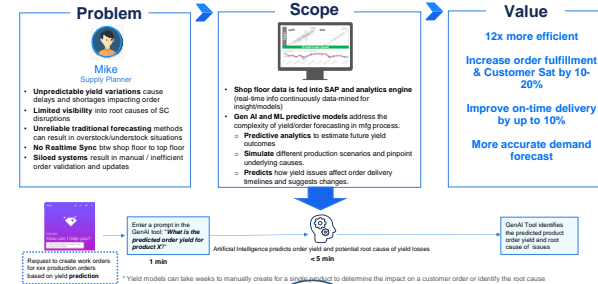 Problem
Mike
Supply Planner
• Unpredictable yield variations cause
delays and shortages impacting order
• Limited visibility into root causes of SC
disruptions
• Unreliable traditional forecasting methods
can result in overstock/understock situations
• No Realtime Sync btw shop floor to top floor
• Siloed systems result in manual / inefficient
order validation and updates
Scope
• Shop floor data is fed into SAP and analytics engine
(real-time info continuously data-mined for
insight/models)
• Gen AI and ML predictive models address the
complexity of yield/order forecasting in mfg process.
o Predictive analytics to estimate future yield
outcomes
o Simulate different production scenarios and pinpoint
underlying causes.
o Predicts how yield issues affect order delivery
timelines and suggests changes.
Value
12x more efficient
Increase order fulfillment
& Customer Sat by 10-
20%
Improve on-time delivery
by up to 10%
More accurate demand
forecast
How can I help you?
Request to create work orders
for xxx production orders
based on yield prediction
Enter a prompt in the
GenAI tool: "What is the
predicted order yield for
product X?"
1 min
Artificial Intelligence predicts order yield and potential root cause of yield losses
< 5 min
GenAI Tool identifies
the predicted product
order yield and root
cause of issues
* Yield models can take weeks to manually create for a single product to determine the impact on a customer order or identify the root cause